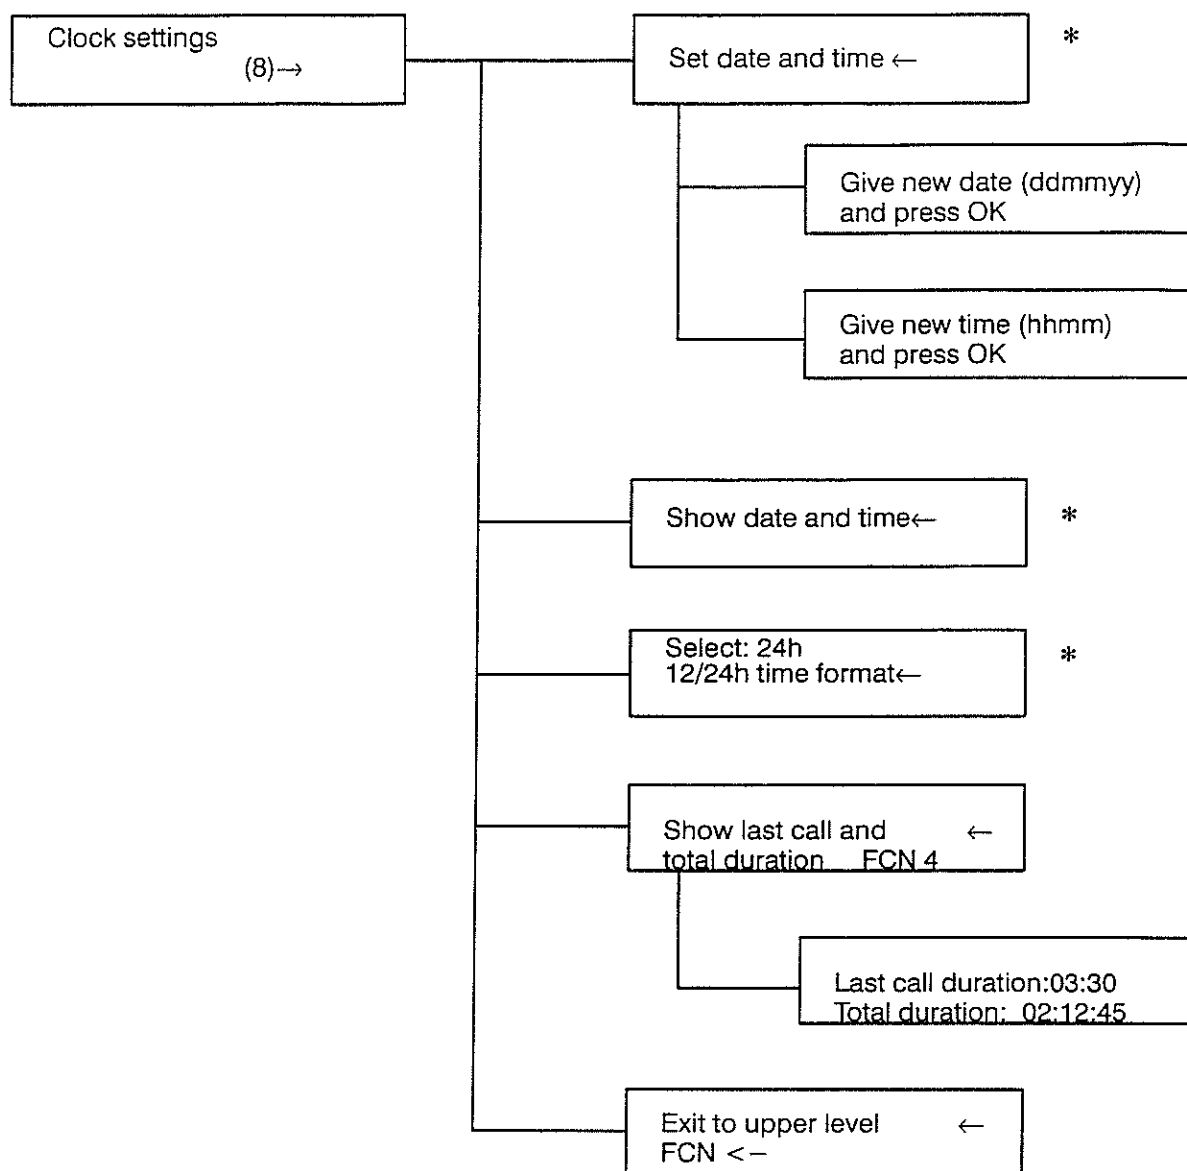 Clock settings
(8)→
Set date and time ←
*
Give new date (ddmmyy)
and press OK
Give new time (hhmm)
and press OK
Show date and time←
*
Select: 24h
12/24h time format←
*
Show last call and ←
total duration FCN 4
Last call duration:03:30
Total duration: 02:12:45
Exit to upper level ←
FCN <−